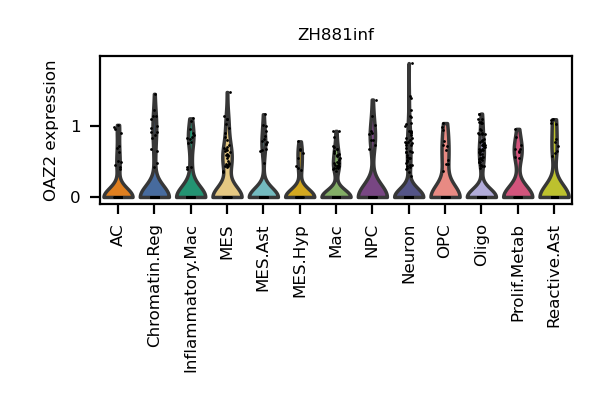 ZH881inf
OAZ2 expression
1
0
AC
Chromatin.Reg
Inflammatory.Mac
MES
MES.Ast
MES.Hyp
Mac
NPC
Neuron
OPC
Oligo
Prolif.Metab
Reactive.Ast